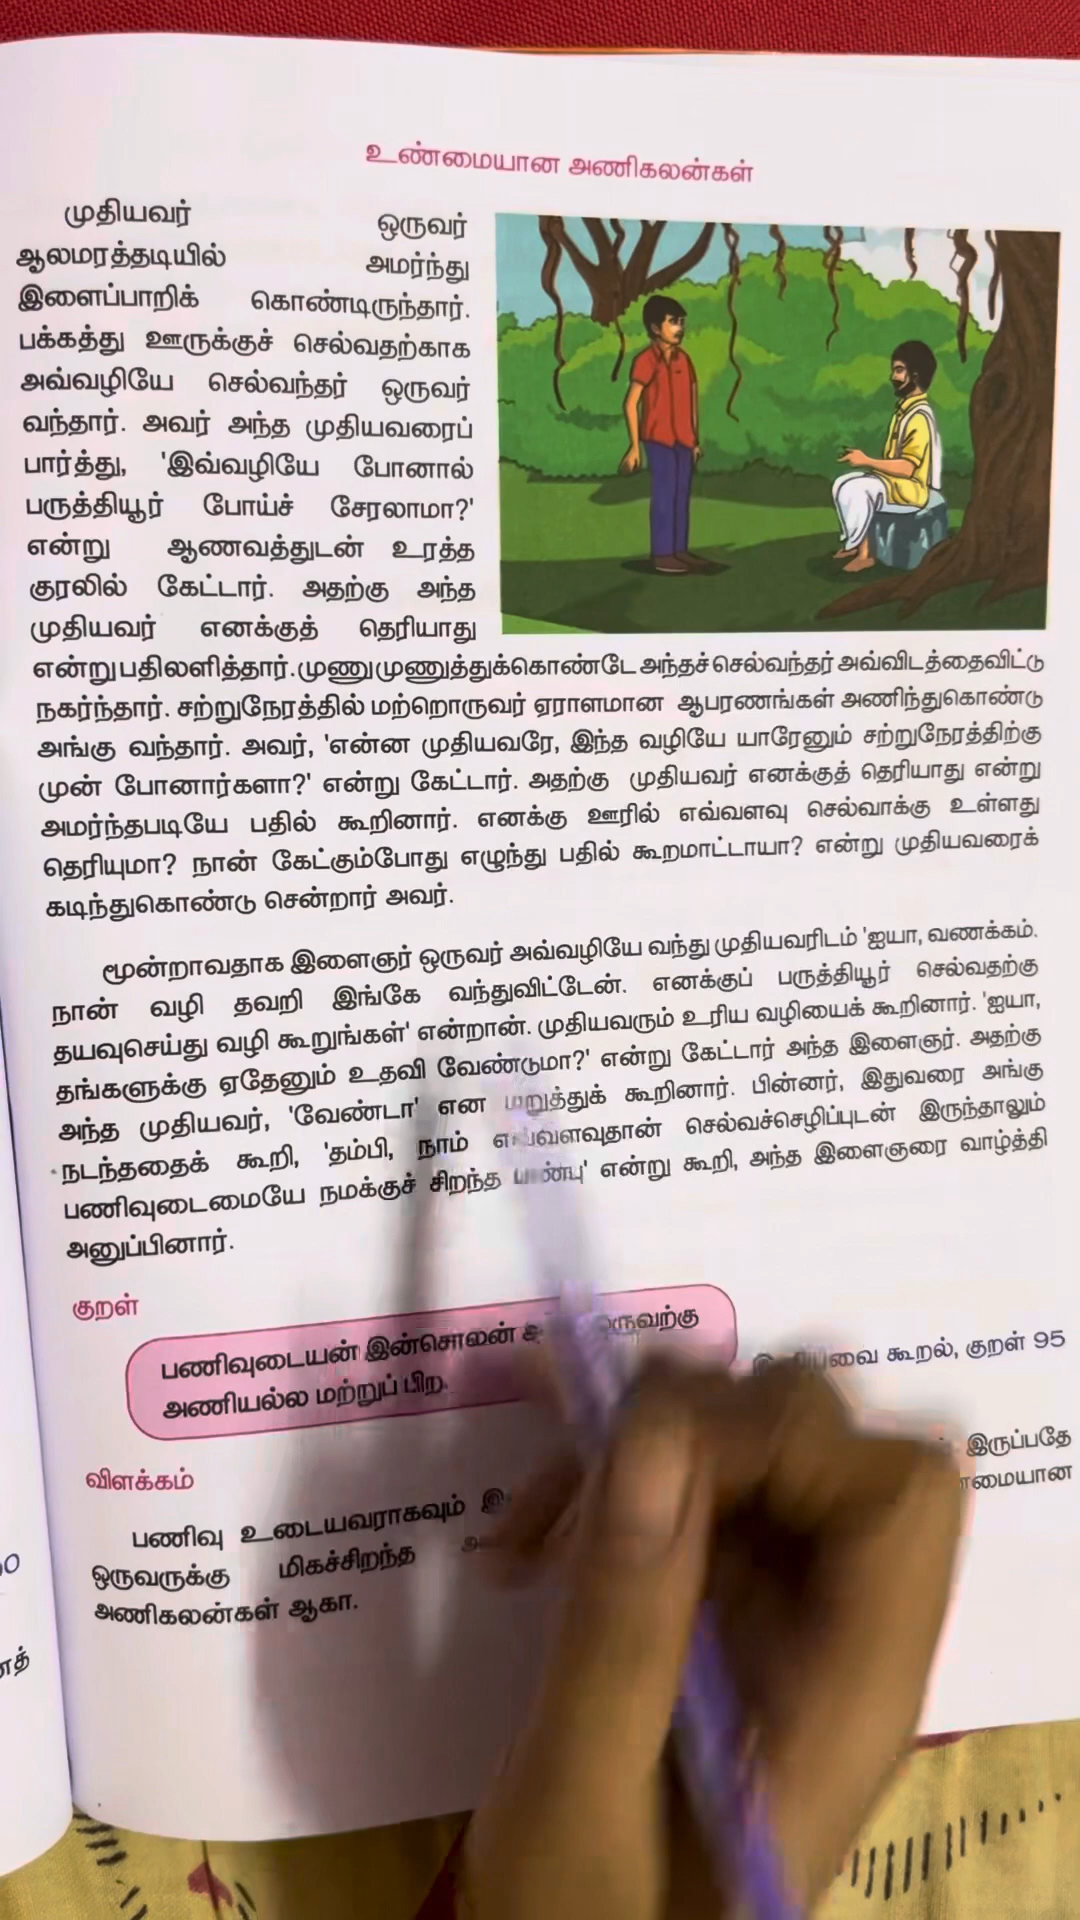 உண்மையான அணிகலன்கள்
முதியவர் ஒருவர்
ஆலமரத்தடியில் அமர்ந்து
இளைப்பாறிக் கொண்டிருந்தார்.
பக்கத்து ஊருக்குச் செல்வதற்காக
அவ்வழியே செல்வந்தர் ஒருவர்
வந்தார். அவர் அந்த முதியவரைப்
பார்த்து, 'இவ்வழியே போனால்
பருத்தியூர் போய்ச் சேரலாமா?'
என்று ஆணவத்துடன் உரத்த
குரலில் கேட்டார். அதற்கு அந்த
முதியவர் எனக்குத் தெரியாது
என்று பதிலளித்தார். முணுமுணுத்துக்கொண்டே அந்தச் செல்வந்தர் அவ்விடத்தைவிட்டு
நகர்ந்தார். சற்றுநேரத்தில் மற்றொருவர் ஏராளமான ஆபரணங்கள் அணிந்துகொண்டு
அங்கு வந்தார். அவர், 'என்ன முதியவரே, இந்த வழியே யாரேனும் சற்றுநேரத்திற்கு
முன் போனார்களா?' என்று கேட்டார். அதற்கு முதியவர் எனக்குத் தெரியாது என்று
அமர்ந்தபடியே பதில் கூறினார். எனக்கு ஊரில் எவ்வளவு செல்வாக்கு உள்ளது
தெரியுமா? நான் கேட்கும்போது எழுந்து பதில் கூறமாட்டாயா? என்று முதியவரைக்
கடிந்துகொண்டு சென்றார் அவர்.
மூன்றாவதாக இளைஞர் ஒருவர் அவ்வழியே வந்து முதியவரிடம் 'ஐயா, வணக்கம்.
நான் வழி தவறி இங்கே வந்துவிட்டேன். எனக்குப் பருத்தியூர் செல்வதற்கு
தயவுசெய்து வழி கூறுங்கள்' என்றான். முதியவரும் உரிய வழியைக் கூறினார். 'ஐயா,
தங்களுக்கு ஏதேனும் உதவி வேண்டுமா?' என்று கேட்டார் அந்த இளைஞர். அதற்கு
அந்த முதியவர், 'வேண்டா' என மறுத்துக் கூறினார். பின்னர், இதுவரை அங்கு
நடந்ததைக் கூறி, 'தம்பி, நாம் எவ்வளவுதான் செல்வச்செழிப்புடன் இருந்தாலும்
பணிவுடைமையே நமக்குச் சிறந்த பண்பு' என்று கூறி, அந்த இளைஞரை வாழ்த்தி
அனுப்பினார்.
குறள்
பணிவுடையன் இன்சொலன் ஒருவற்கு
அணியல்ல மற்றுப் பிற.
கூறல், குறள் 95
விளக்கம்
பணிவு உடையவராகவும் இருப்பதே
ஒருவருக்கு மிகச்சிறந்த
அணிகலன்கள் ஆகா.